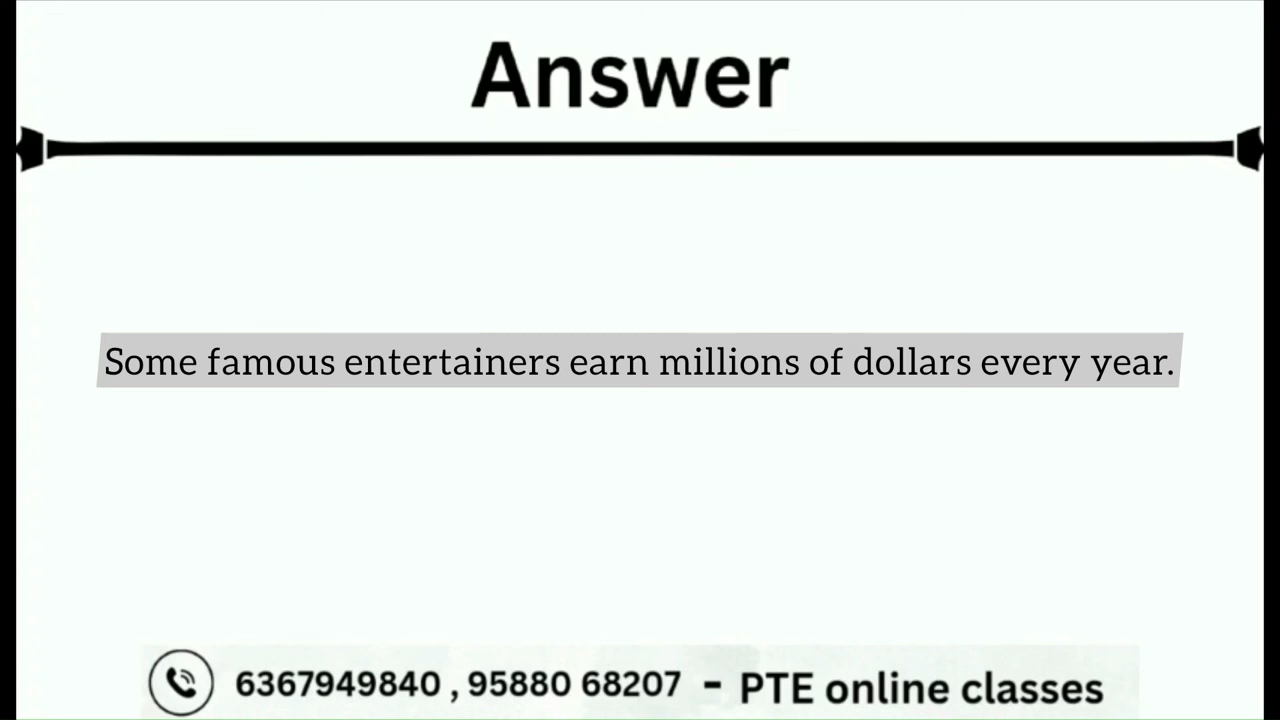 Answer
Some famous entertainers earn millions of dollars every year.
6367949840 , 95880 68207 - PTE online classes